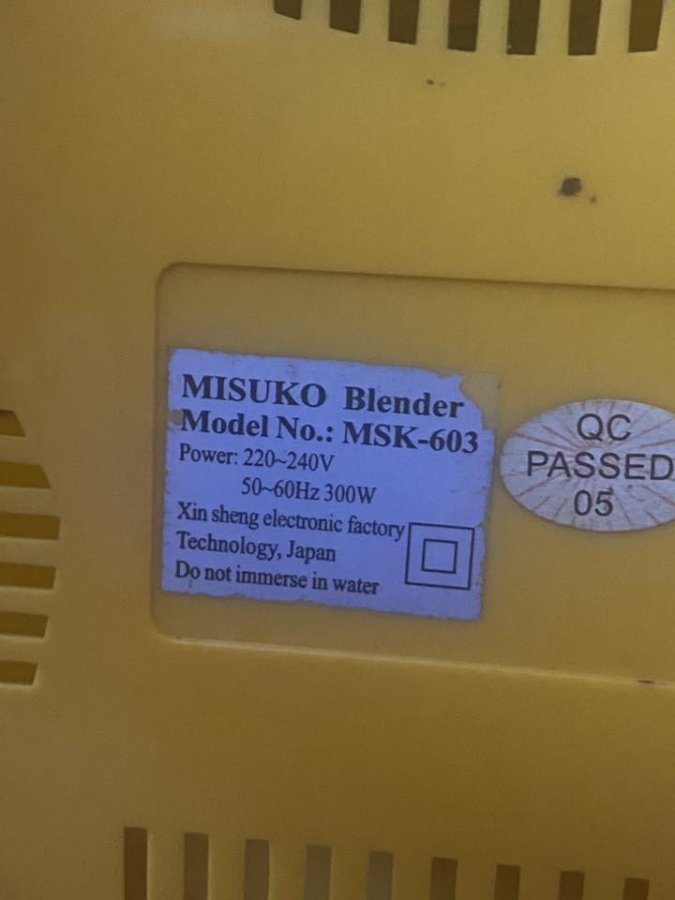 MISUKO Blender
Model No.: MSK-603
Power: 220~240V
50~60Hz 300W
Xin sheng electronic factory
Technology, Japan
Do not immerse in water
QC
PASSED
05